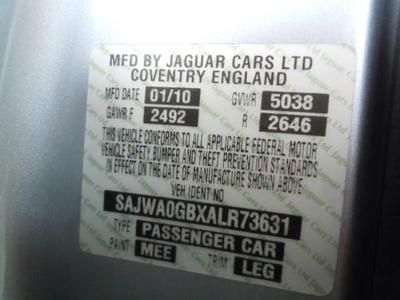 MFD BY JAGUAR CARS LTD
COVENTRY ENGLAND
MFD DATE 01/10 GVWR 5038
GAWR F 2492 R 2646
THIS VEHICLE CONFORMS TO ALL APPLICABLE FEDERAL MOTOR
VEHICLE SAFETY BUMPER AND THEFT PREVENTION STANDARDS
IN EFFECT ON THE DATE OF MANUFACTURE SHOWN ABOVE
VEH IDENT NO
SAJWA0GBXALR73631
TYPE PASSENGER CAR
PAINT MEE TRIM LEG